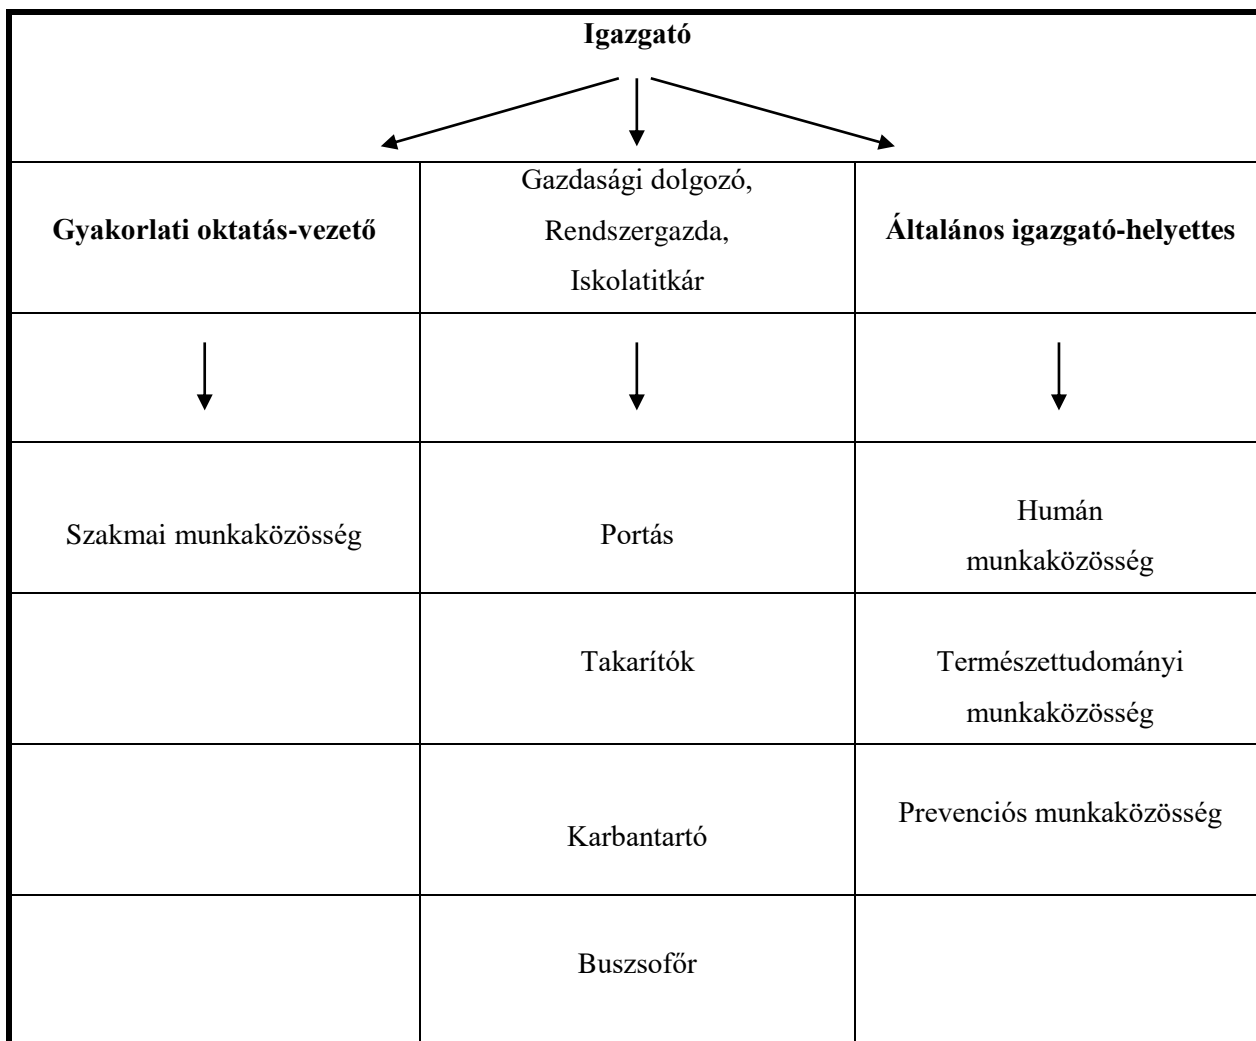 Igazgató
Gyakorlati oktatás-vezető
Gazdasági dolgozó,
Rendszergazda,
Iskolatitkár
Általános igazgató-helyettes
Szakmai munkaközösség
Portás
Humán
munkaközösség
Takarítók
Természettudományi
munkaközösség
Karbantartó
Prevenciós munkaközösség
Buszsofőr